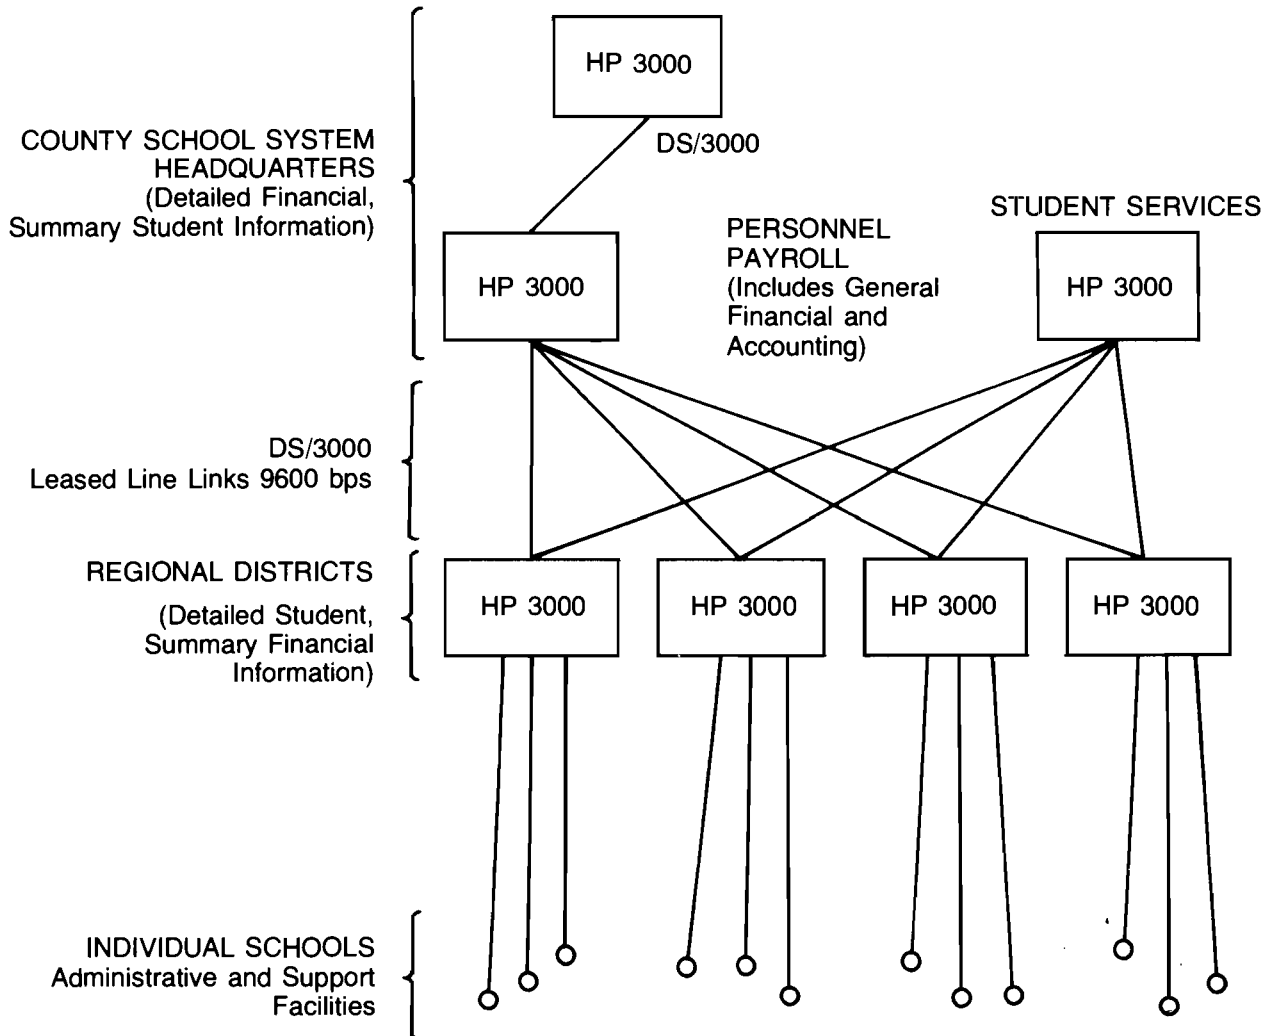 HP 3000
DS/3000
COUNTY SCHOOL SYSTEM
HEADQUARTERS
(Detailed Financial,
Summary Student Information)
HP 3000
PERSONNEL
PAYROLL
(Includes General
Financial and
Accounting)
STUDENT SERVICES
HP 3000
DS/3000
Leased Line Links 9600 bps
REGIONAL DISTRICTS
(Detailed Student,
Summary Financial
Information)
HP 3000
HP 3000
HP 3000
HP 3000
INDIVIDUAL SCHOOLS
Administrative and Support
Facilities